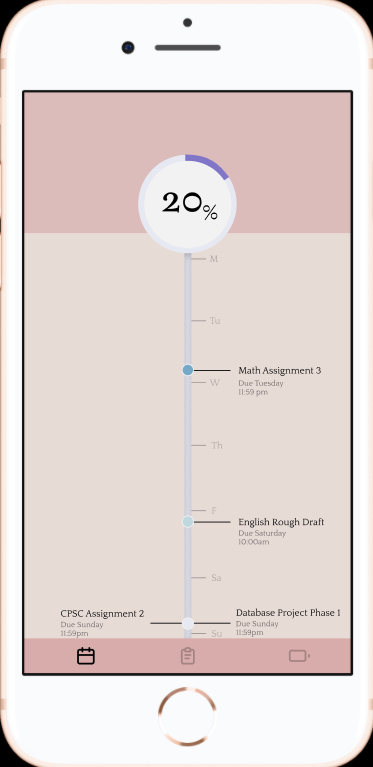 20%
M
Tu
Math Assignment 3
Due Tuesday
11:59 pm
W
Th
F
English Rough Draft
Due Saturday
10:00am
Sa
CPSC Assignment 2
Due Sunday
11:59pm
Database Project Phase 1
Due Sunday
11:59pm
Su